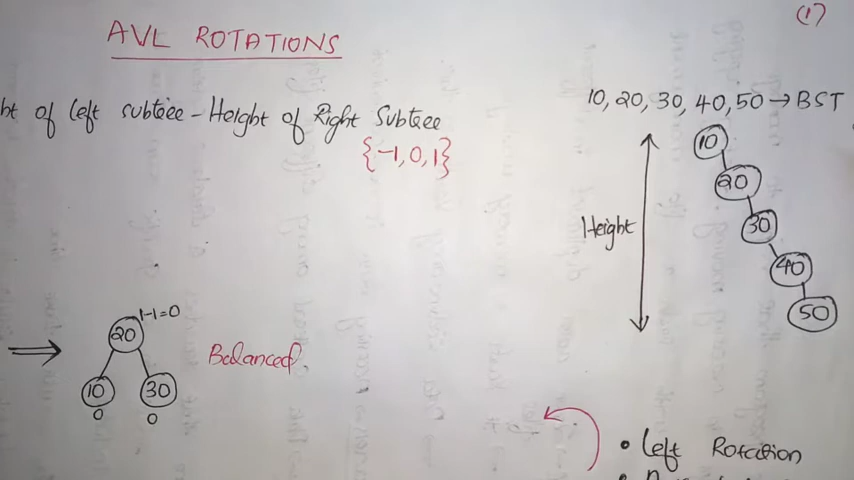 (1)
AVL ROTATIONS
ht of left subtree - Height of Right Subtree
{-1, 0, 1}
10, 20, 30, 40, 50 → BST
10
20
Height
30
40
50
1-1=0
20
Balanced.
10
30
0
0
• Left Rotation